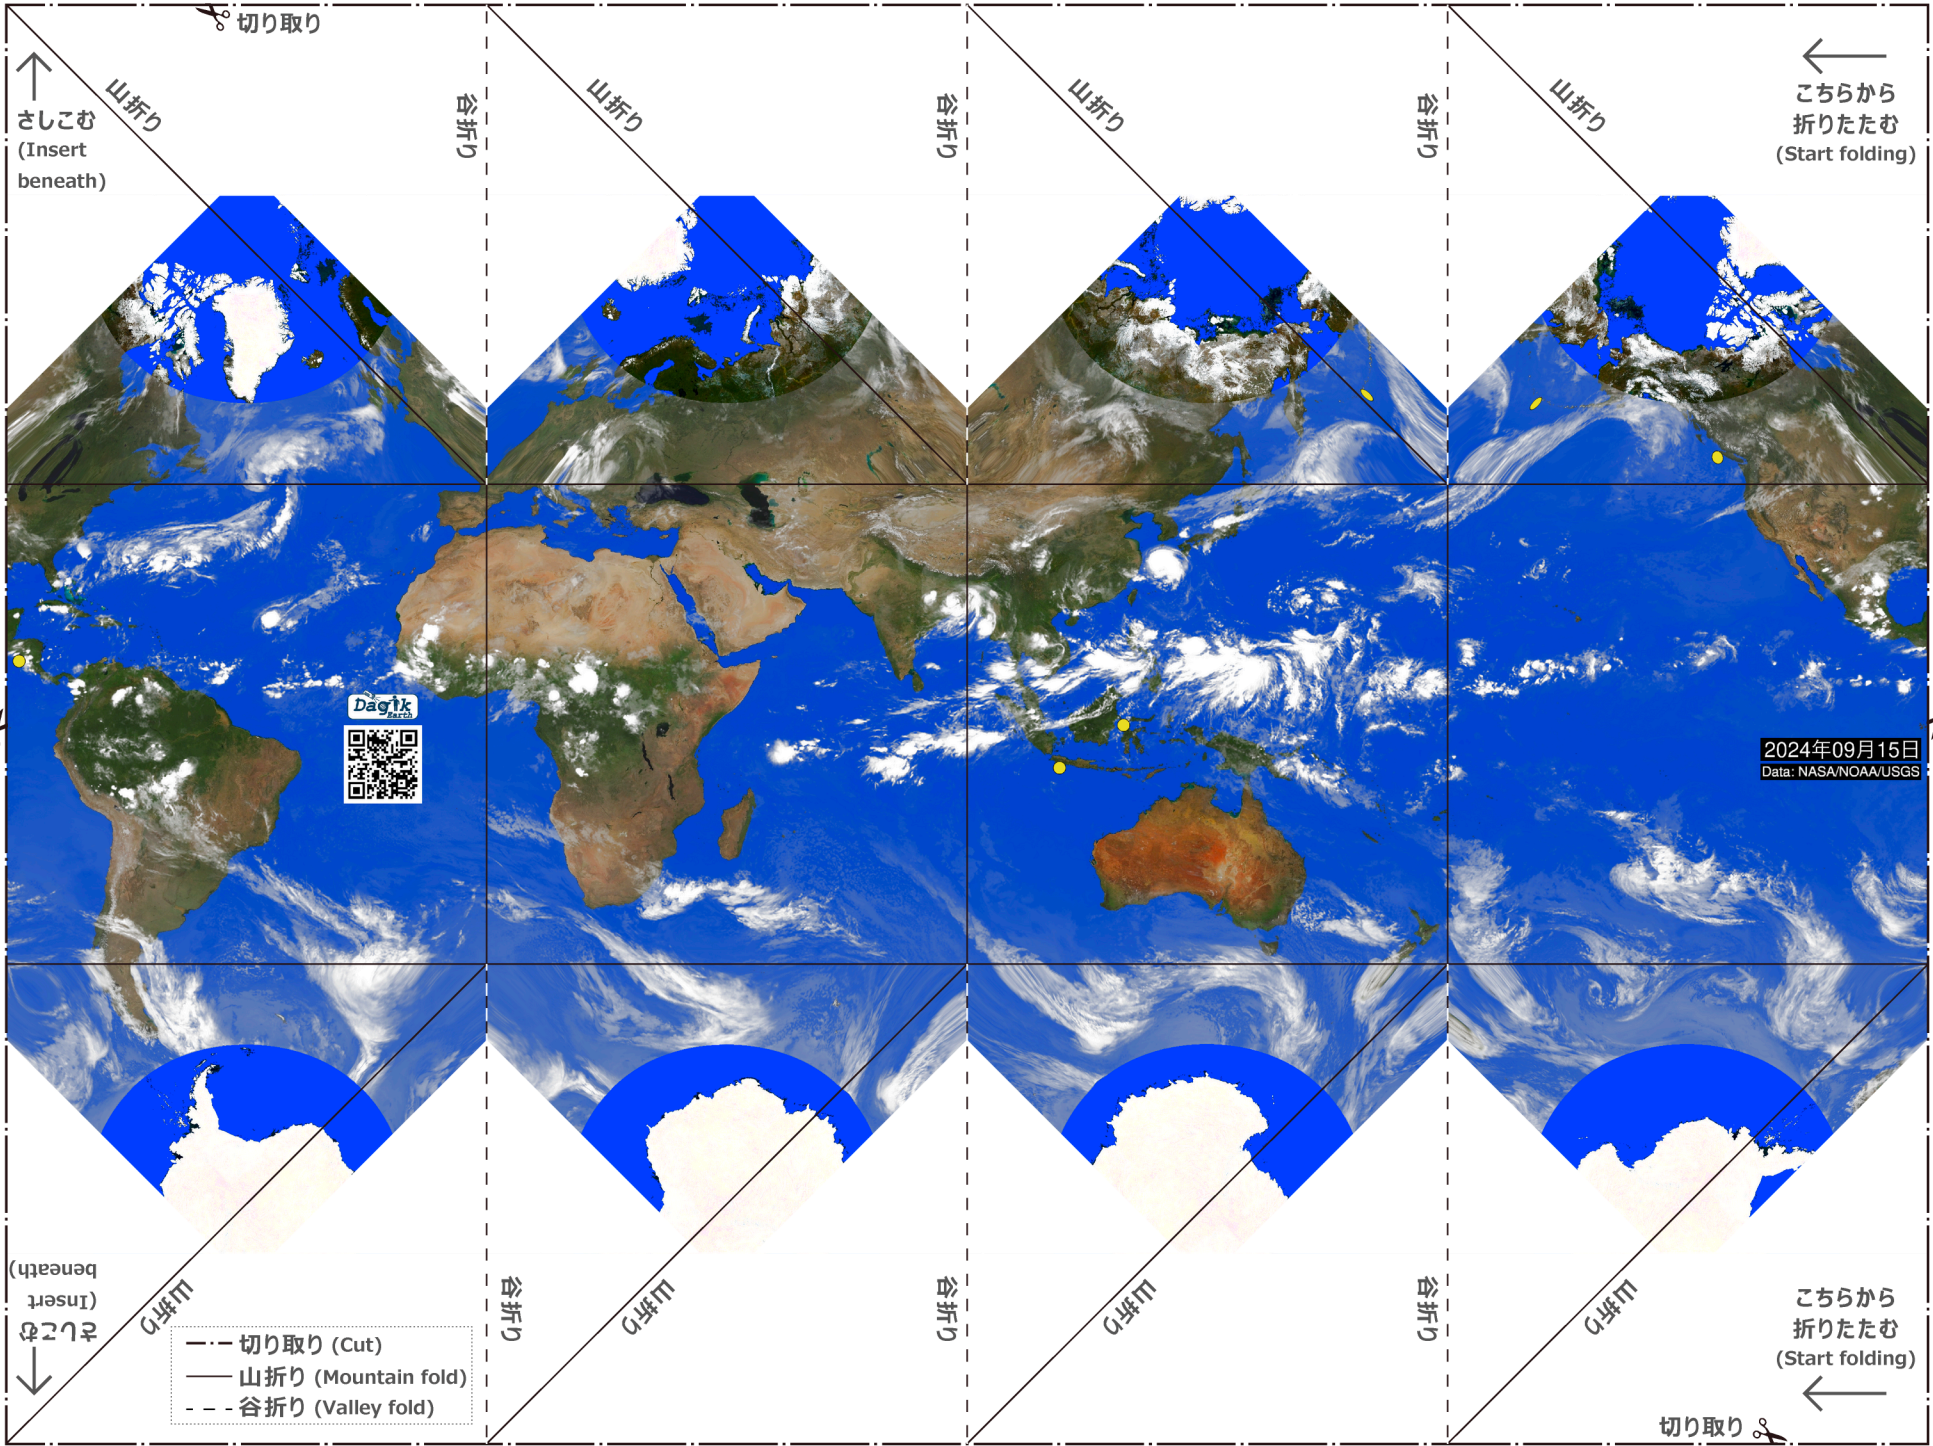 切り取り
さしこむ
(Insert
beneath)
山折り
谷折り
山折り
谷折り
山折り
谷折り
山折り
こちらから
折りたたむ
(Start folding)
Dagik
Earth
2024年09月15日
Data: NASA/NOAA/USGS
さしこむ
(Insert
beneath)
山折り
谷折り
山折り
谷折り
山折り
谷折り
山折り
こちらから
折りたたむ
(Start folding)
切り取り (Cut)
山折り (Mountain fold)
谷折り (Valley fold)
切り取り